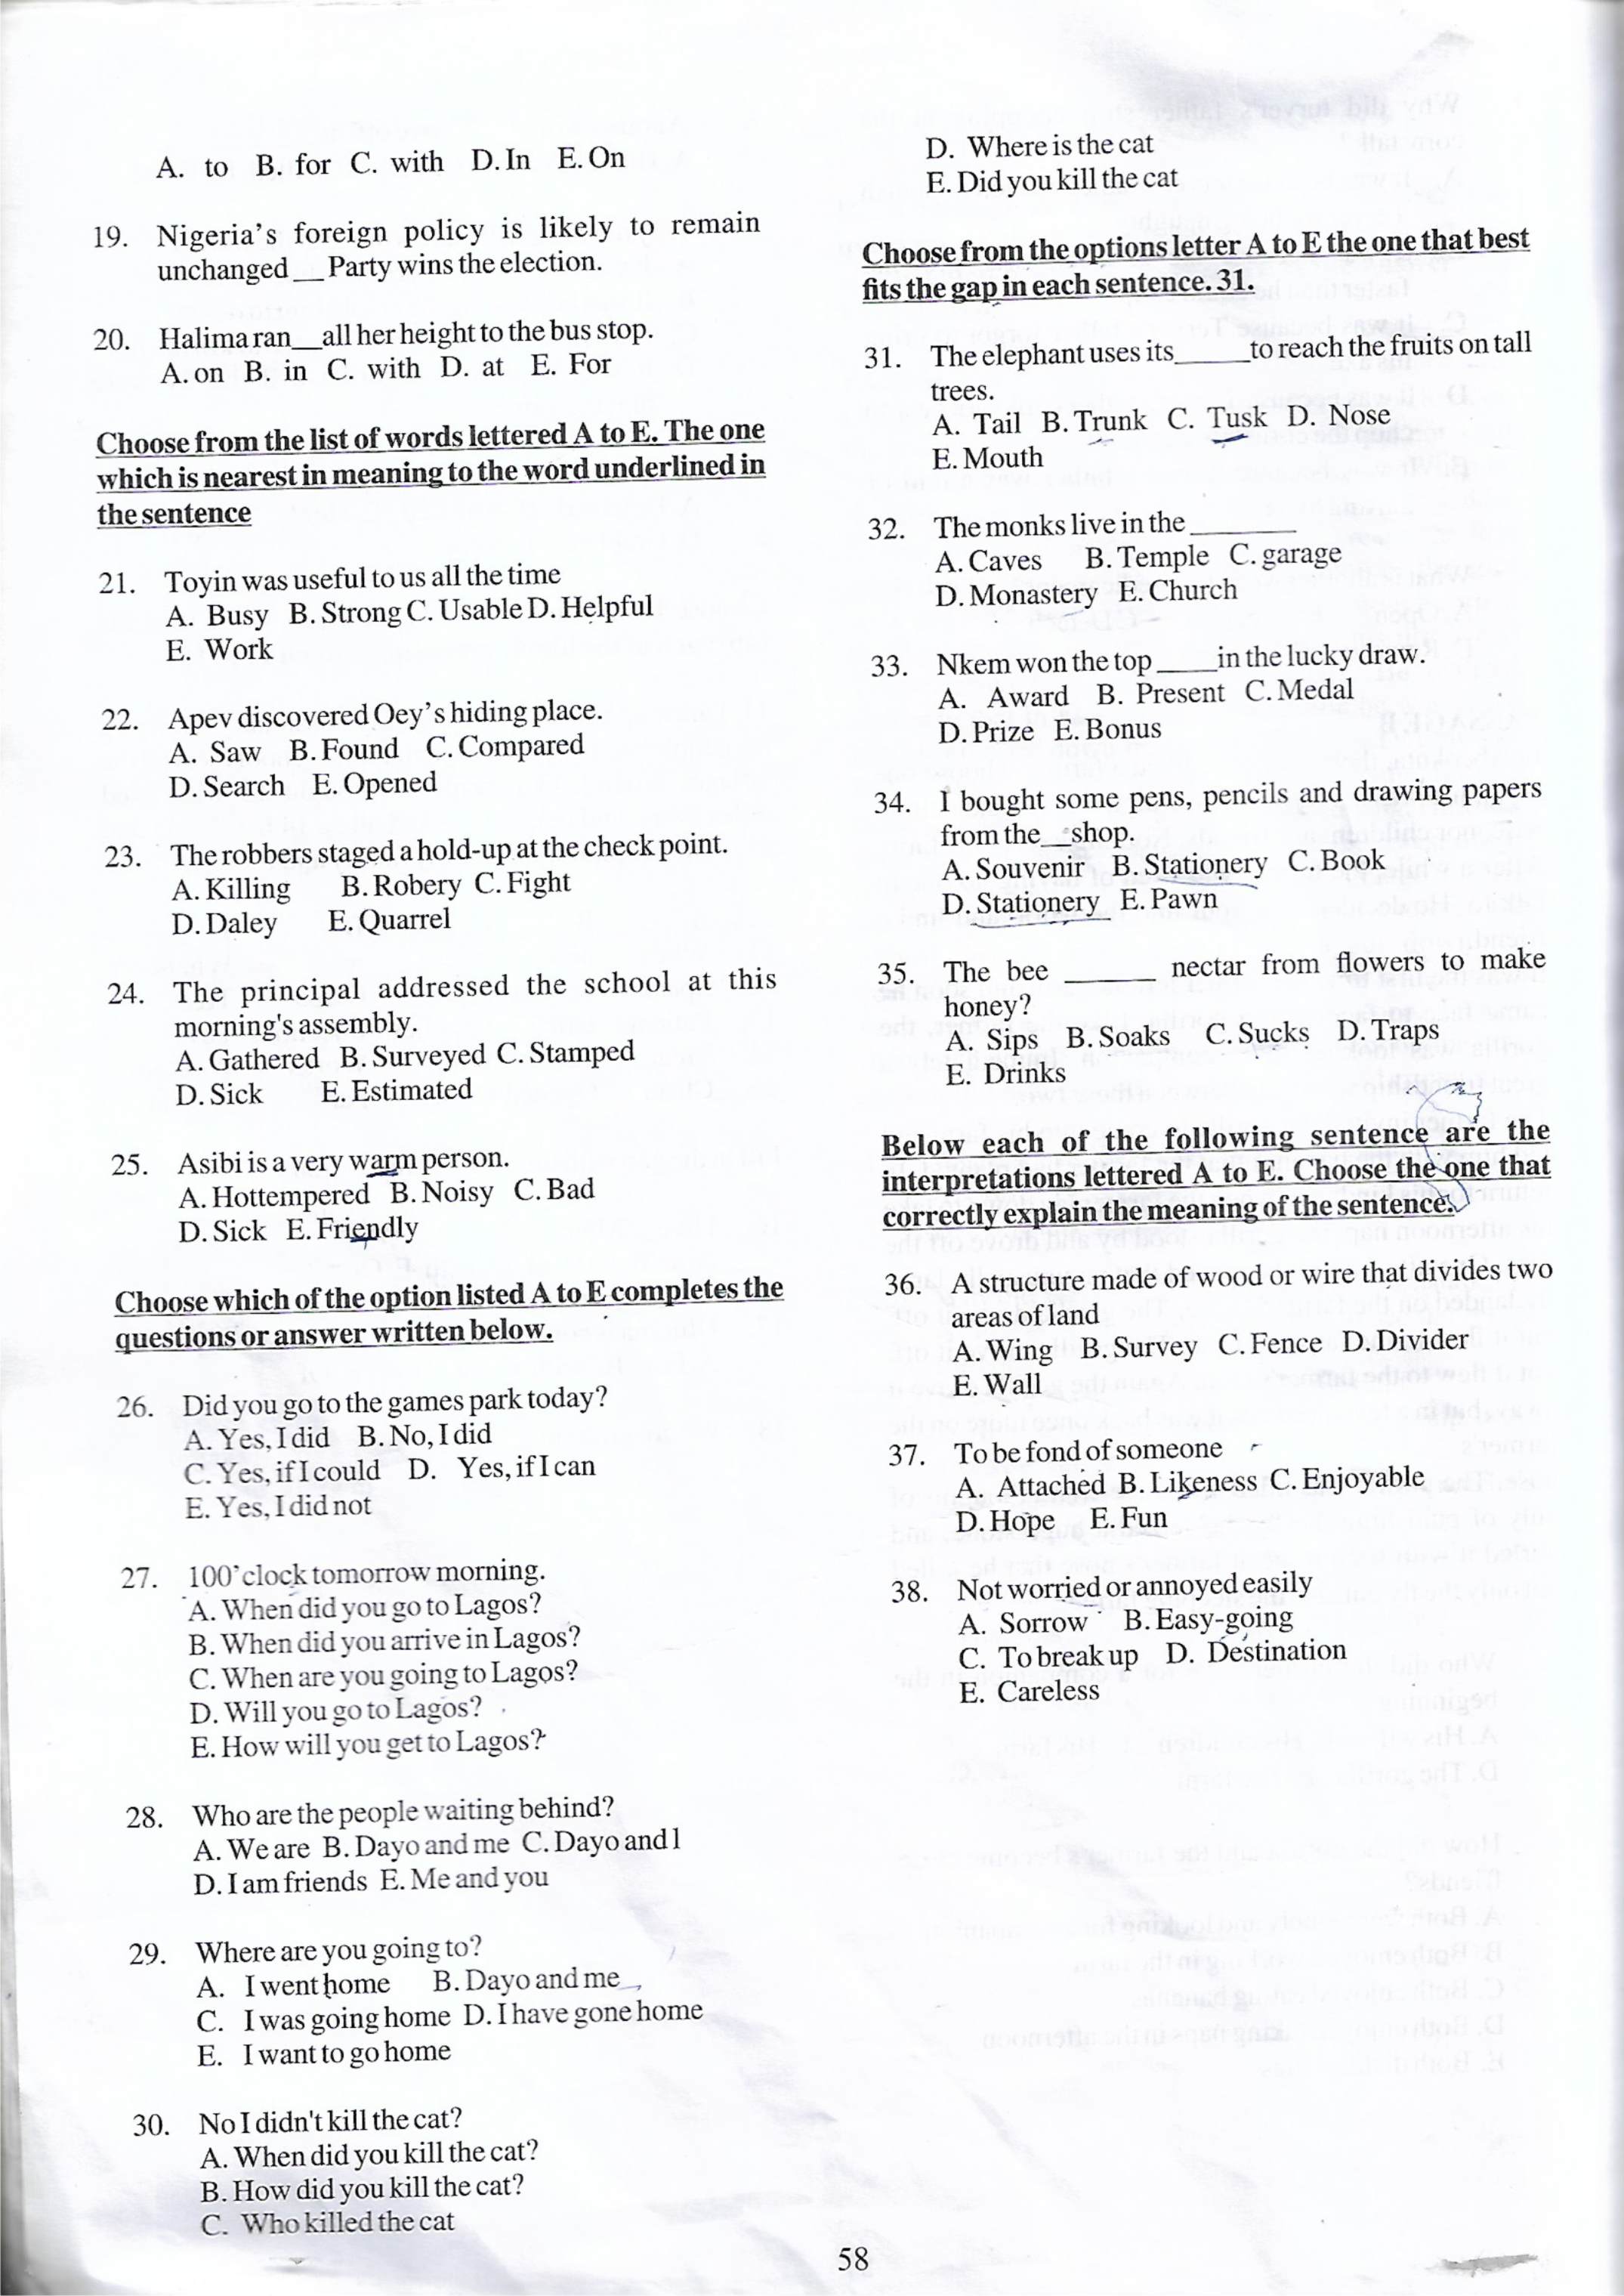 A. to B. for C. with D. In E. On
19. Nigeria's foreign policy is likely to remain
unchanged __ Party wins the election.
20. Halima ran__all her height to the bus stop.
A. on B. in C. with D. at E. For
Choose from the list of words lettered A to E. The one
which is nearest in meaning to the word underlined in
the sentence
21. Toyin was useful to us all the time
A. Busy B. Strong C. Usable D. Helpful
E. Work
22. Apev discovered Oey's hiding place.
A. Saw B. Found C. Compared
D. Search E. Opened
23. The robbers staged a hold-up at the check point.
A. Killing B. Robery C. Fight
D. Daley E. Quarrel
24. The principal addressed the school at this
morning's assembly.
A. Gathered B. Surveyed C. Stamped
D. Sick E. Estimated
25. Asibi is a very warm person.
A. Hottempered B. Noisy C. Bad
D. Sick E. Friendly
Choose which of the option listed A to E completes the
questions or answer written below.
26. Did you go to the games park today?
A. Yes, I did B. No, I did
C. Yes, if I could D. Yes, if I can
E. Yes, I did not
27. 100'clock tomorrow morning.
A. When did you go to Lagos?
B. When did you arrive in Lagos?
C. When are you going to Lagos?
D. Will you go to Lagos?
E. How will you get to Lagos?
28. Who are the people waiting behind?
A. We are B. Dayo and me C. Dayo and I
D. I am friends E. Me and you
29. Where are you going to?
A. I went home B. Dayo and me
C. I was going home D. I have gone home
E. I want to go home
30. No I didn't kill the cat?
A. When did you kill the cat?
B. How did you kill the cat?
C. Who killed the cat
D. Where is the cat
E. Did you kill the cat
Choose from the options letter A to E the one that best
fits the gap in each sentence. 31.
31. The elephant uses its_____to reach the fruits on tall
trees.
A. Tail B. Trunk C. Tusk D. Nose
E. Mouth
32. The monks live in the _______
A. Caves B. Temple C. garage
D. Monastery E. Church
33. Nkem won the top ____in the lucky draw.
A. Award B. Present C. Medal
D. Prize E. Bonus
34. I bought some pens, pencils and drawing papers
from the __ shop.
A. Souvenir B. Stationery C. Book
D. Stationery E. Pawn
35. The bee ______ nectar from flowers to make
honey?
A. Sips B. Soaks C. Sucks D. Traps
E. Drinks
Below each of the following sentence are the
interpretations lettered A to E. Choose the one that
correctly explain the meaning of the sentence.
36. A structure made of wood or wire that divides two
areas of land
A. Wing B. Survey C. Fence D. Divider
E. Wall
37. To be fond of someone
A. Attached B. Likeness C. Enjoyable
D. Hope E. Fun
38. Not worried or annoyed easily
A. Sorrow B. Easy-going
C. To break up D. Destination
E. Careless
58